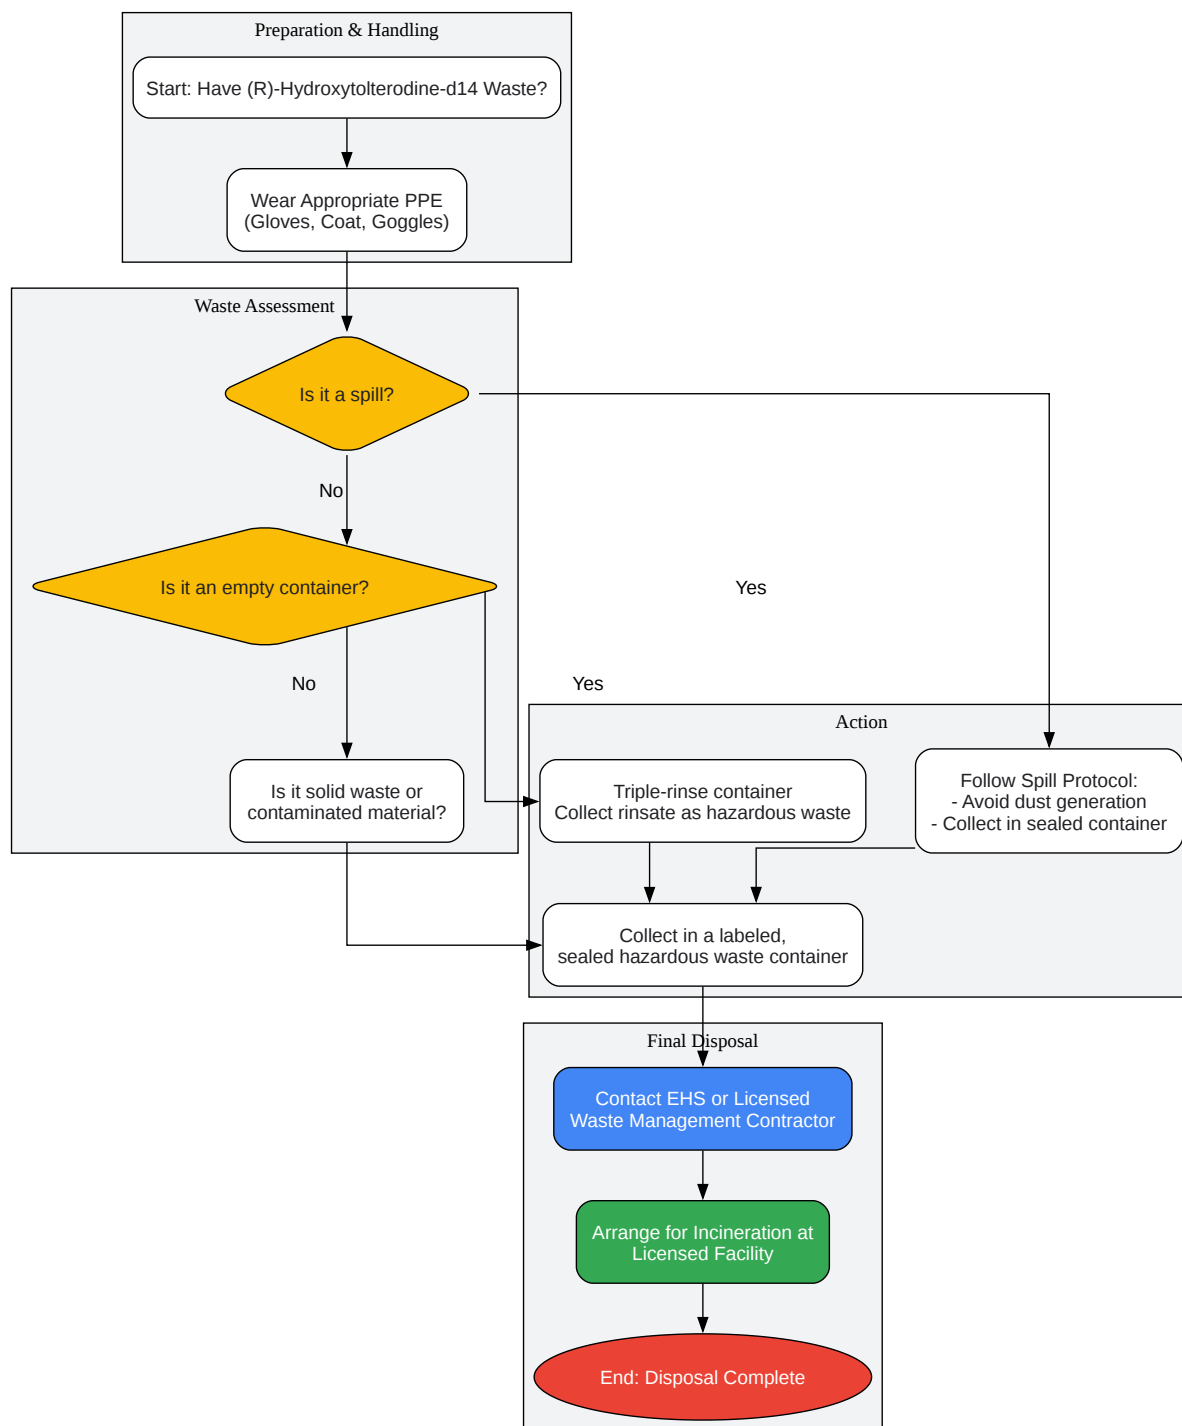 Preparation & Handling
Start: Have (R)-Hydroxytolterodine-d14 Waste?
Wear Appropriate PPE
(Gloves, Coat, Goggles)
Waste Assessment
Is it a spill?
No
Is it an empty container?
Yes
No
Yes
Action
Is it solid waste or
contaminated material?
Triple-rinse container
Collect rinsate as hazardous waste
Follow Spill Protocol:
- Avoid dust generation
- Collect in sealed container
Collect in a labeled,
sealed hazardous waste container
Final Disposal
Contact EHS or Licensed
Waste Management Contractor
Arrange for Incineration at
Licensed Facility
End: Disposal Complete